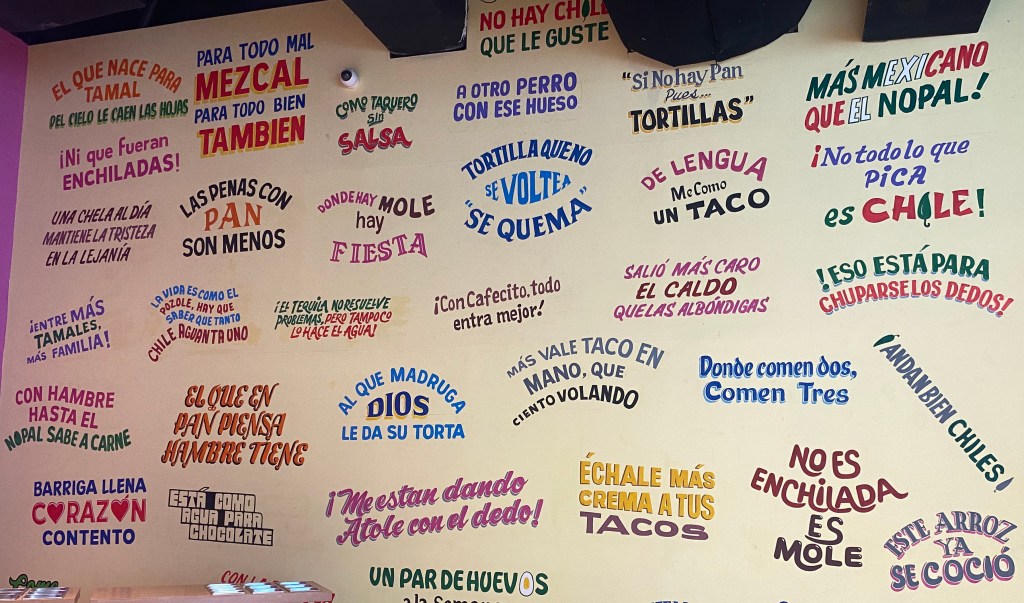 NO HAY CHILE
QUE LE GUSTE
EL QUE NACE PARA
TAMAL
DEL CIELO LE CAEN LAS HOJAS
PARA TODO MAL
MEZCAL
PARA TODO BIEN
TAMBIEN
COMO TAQUERO
SIN
SALSA
A OTRO PERRO
CON ESE HUESO
"Si No hay Pan
Pues...
TORTILLAS"
MÁS MEXICANO
QUE EL NOPAL!
¡Ni que fueran
ENCHILADAS!
LAS PENAS CON
PAN
SON MENOS
DONDE HAY MOLE
hay
FIESTA
TORTILLA QUE NO
SE VOLTEA
"SE QUEMA"
DE LENGUA
Me Como
UN TACO
¡No todo lo que
PiCA
es CHILE!
UNA CHELA AL DÍA
MANTIENE LA TRISTEZA
EN LA LEJANÍA
¡ENTRE MÁS
TAMALES,
MÁS FAMILIA!
LA VIDA ES COMO EL
POZOLE, HAY QUE
SABER QUE TANTO
CHILE AGUANTA UNO
¡EL TEQUILA NO RESUELVE
PROBLEMAS, PERO TAMPOCO
LO HACE EL AGUA!
¡Con Cafecito, todo
entra mejor!
SALIÓ MÁS CARO
EL CALDO
QUE LAS ALBÓNDIGAS
!ESO ESTÁ PARA
CHUPARSE LOS DEDOS!
CON HAMBRE
HASTA EL
NOPAL SABE A CARNE
EL QUE EN
PAN PIENSA
HAMBRE TIENE
AL QUE MADRUGA
DIOS
LE DA SU TORTA
MÁS VALE TACO EN
MANO, QUE
CIENTO VOLANDO
Donde comen dos,
Comen Tres
ANDAN BIEN CHILES
BARRIGA LLENA
CORAZÓN
CONTENTO
ESTÁ COMO
AGUA PARA
CHOCOLATE
¡Me estan dando
Atole con el dedo!
ÉCHALE MÁS
CREMA A TUS
TACOS
NO ES
ENCHILADA
ES
MOLE
ESTE ARROZ
YA
SE COCIÓ
CON LA
UN PAR DE HUEVOS
a la